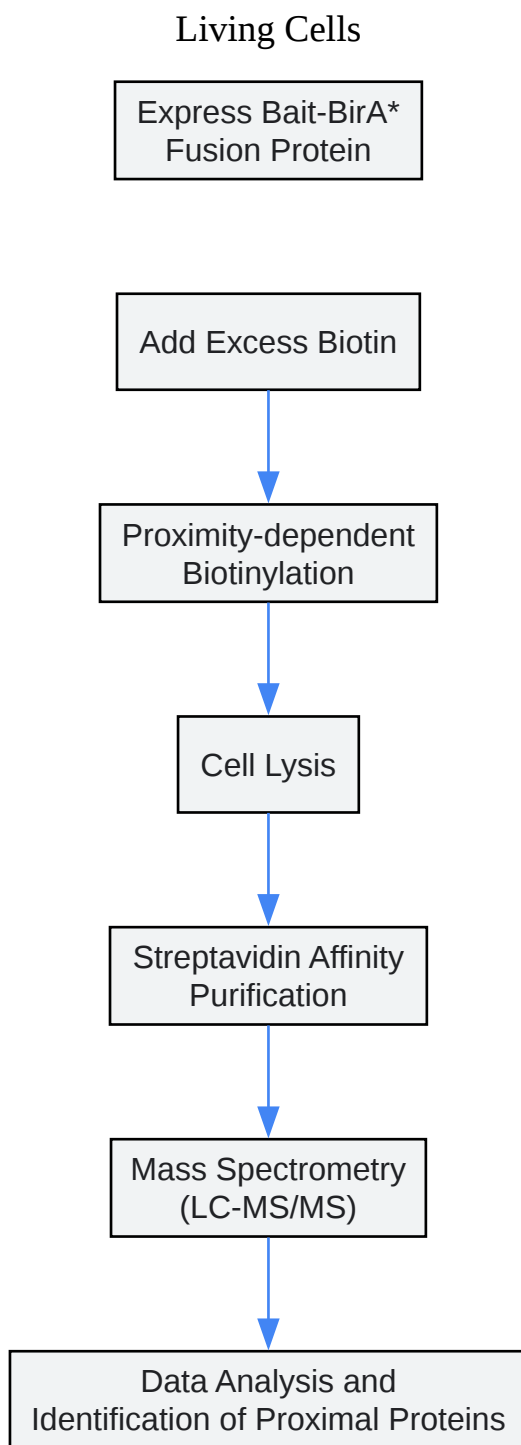 Living Cells
Express Bait-BirA*
Fusion Protein
Add Excess Biotin
Proximity-dependent
Biotinylation
Cell Lysis
Streptavidin Affinity
Purification
Mass Spectrometry
(LC-MS/MS)
Data Analysis and
Identification of Proximal Proteins